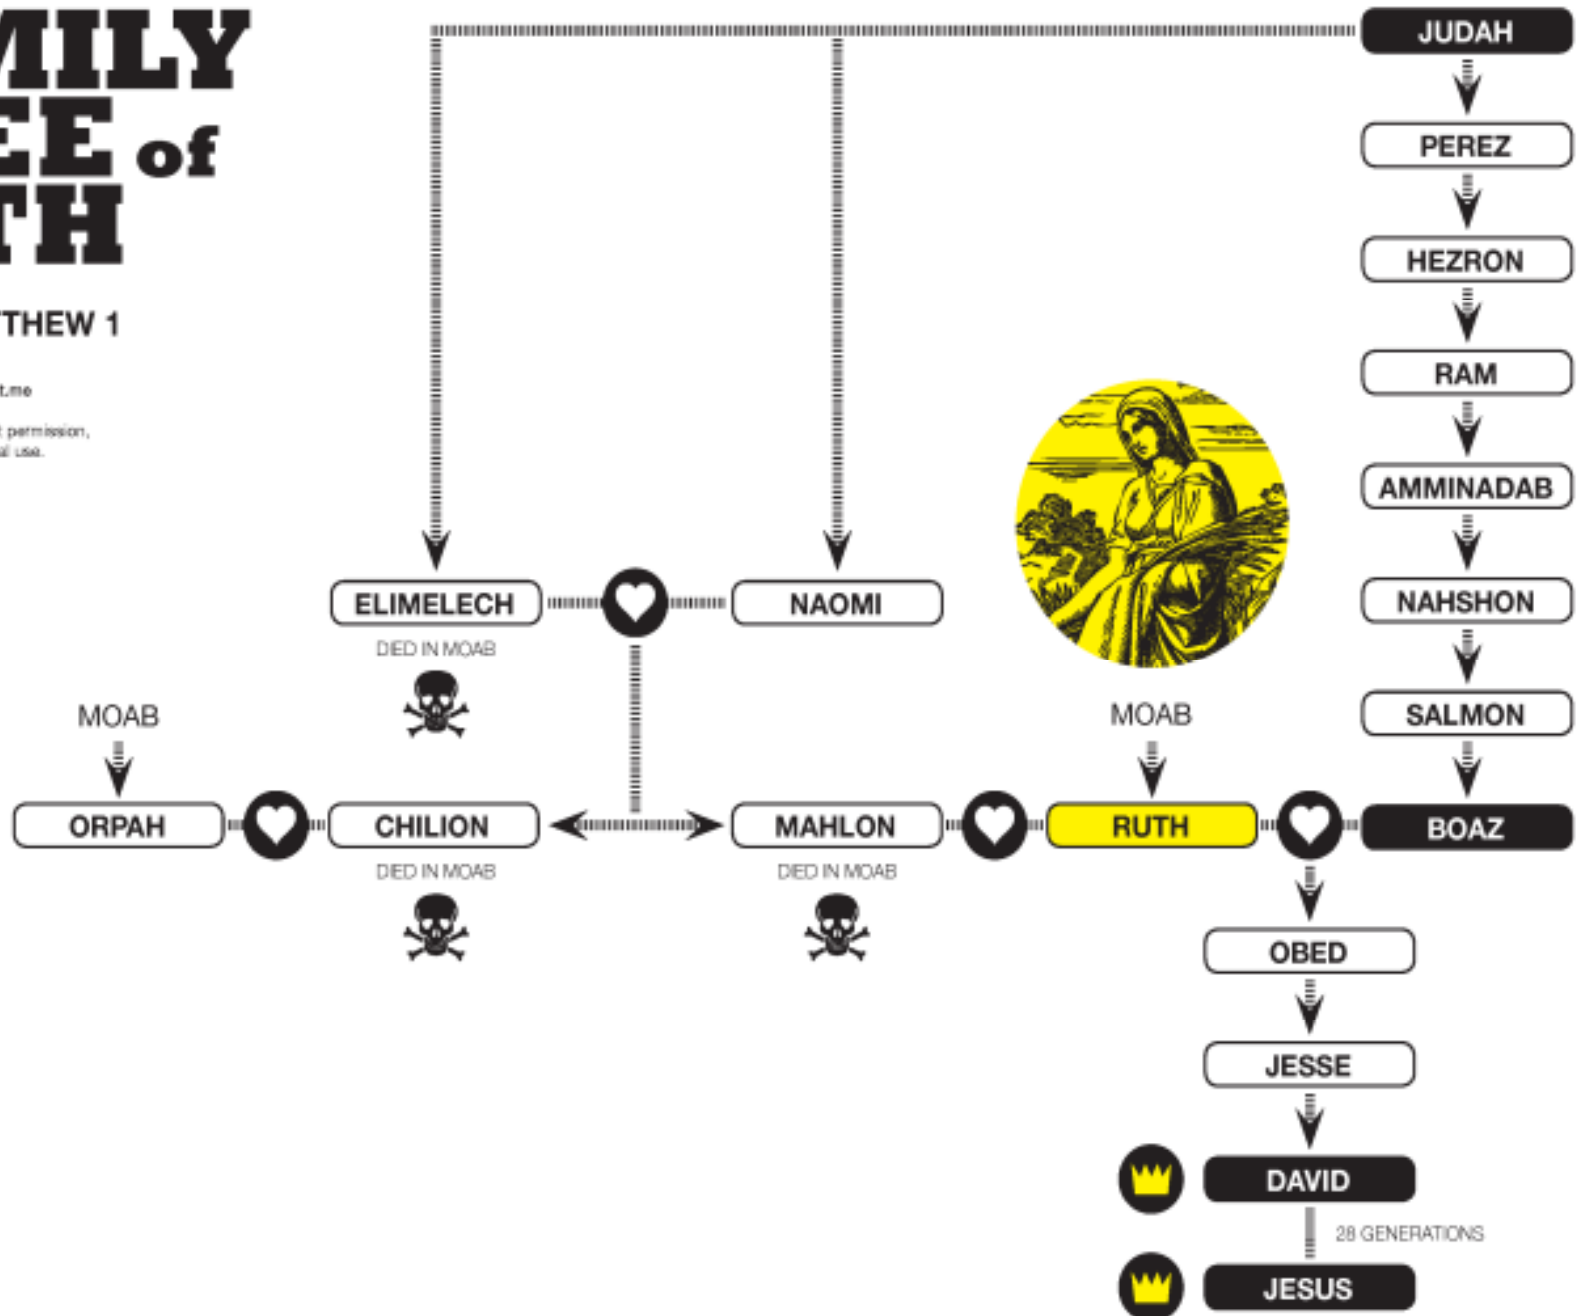 MILY
EE of
TH
TTHEW 1
t.me
t permission,
al use.
JUDAH
PEREZ
HEZRON
RAM
AMMINADAB
NAHSHON
SALMON
ELIMELECH
NAOMI
DIED IN MOAB
MOAB
MOAB
ORPAH
CHILION
MAHLON
RUTH
BOAZ
DIED IN MOAB
DIED IN MOAB
OBED
JESSE
DAVID
28 GENERATIONS
JESUS